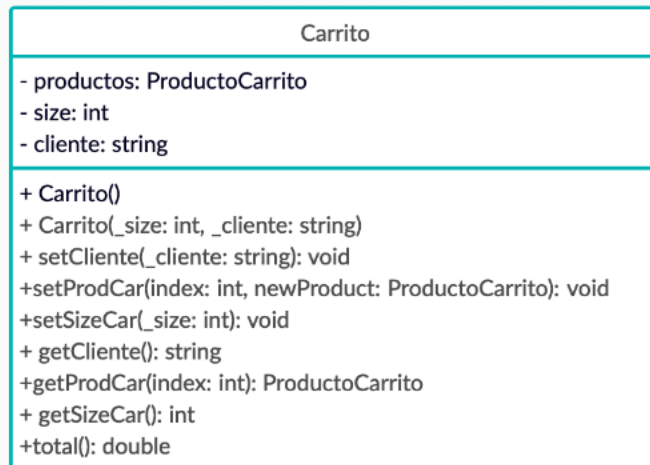 Carrito
- productos: ProductoCarrito
- size: int
- cliente: string
+ Carrito()
+ Carrito(_size: int, _cliente: string)
+ setCliente(_cliente: string): void
+setProdCar(index: int, newProduct: ProductoCarrito): void
+setSizeCar(_size: int): void
+ getCliente(): string
+getProdCar(index: int): ProductoCarrito
+ getSizeCar(): int
+total(): double